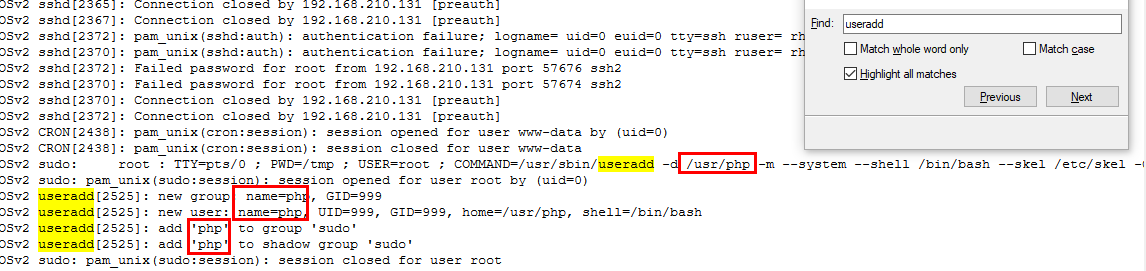 OSv2 sshd[2365]: Connection closed by 192.168.210.131 [preauth]
OSv2 sshd[2367]: Connection closed by 192.168.210.131 [preauth]
OSv2 sshd[2372]: pam_unix(sshd:auth): authentication failure; logname= uid=0 euid=0 tty=ssh ruser= rh
OSv2 sshd[2370]: pam_unix(sshd:auth): authentication failure; logname= uid=0 euid=0 tty=ssh ruser= rh
OSv2 sshd[2372]: Failed password for root from 192.168.210.131 port 57676 ssh2
OSv2 sshd[2370]: Failed password for root from 192.168.210.131 port 57674 ssh2
OSv2 sshd[2370]: Connection closed by 192.168.210.131 [preauth]
OSv2 sshd[2372]: Connection closed by 192.168.210.131 [preauth]
OSv2 CRON[2438]: pam_unix(cron:session): session opened for user www-data by (uid=0)
OSv2 CRON[2438]: pam_unix(cron:session): session closed for user www-data
OSv2 sudo: root : TTY=pts/0 ; PWD=/tmp ; USER=root ; COMMAND=/usr/sbin/useradd -d /usr/php -m --system --shell /bin/bash --skel /etc/skel -G
OSv2 sudo: pam_unix(sudo:session): session opened for user root by (uid=0)
OSv2 useradd[2525]: new group: name=php, GID=999
OSv2 useradd[2525]: new user: name=php, UID=999, GID=999, home=/usr/php, shell=/bin/bash
OSv2 useradd[2525]: add 'php' to group 'sudo'
OSv2 useradd[2525]: add 'php' to shadow group 'sudo'
OSv2 sudo: pam_unix(sudo:session): session closed for user root
Find: useradd
Match whole word only
Match case
Highlight all matches
Previous
Next